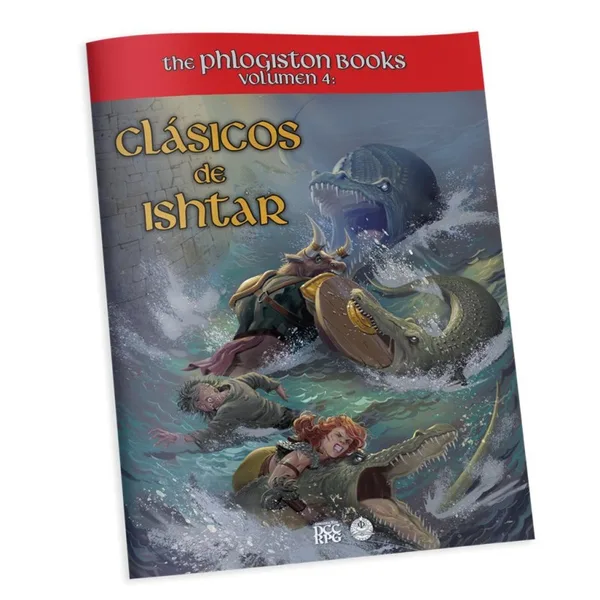 the PHLOGISTON BOOKS
VOLUMEN 4:
CLÁSICOS
de
ISHTAR
DCC
RPG